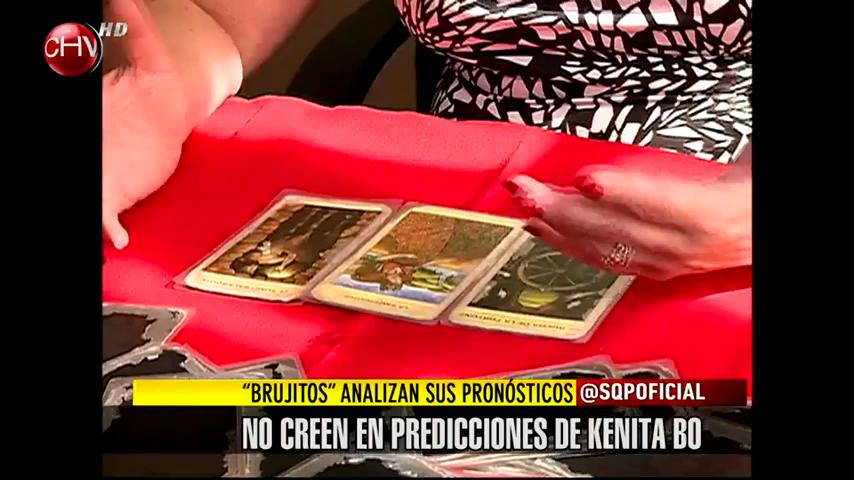 CHV HD
"BRUJITOS" ANALIZAN SUS PRONÓSTICOS @SQPOFICIAL
NO CREEN EN PREDICCIONES DE KENITA BO